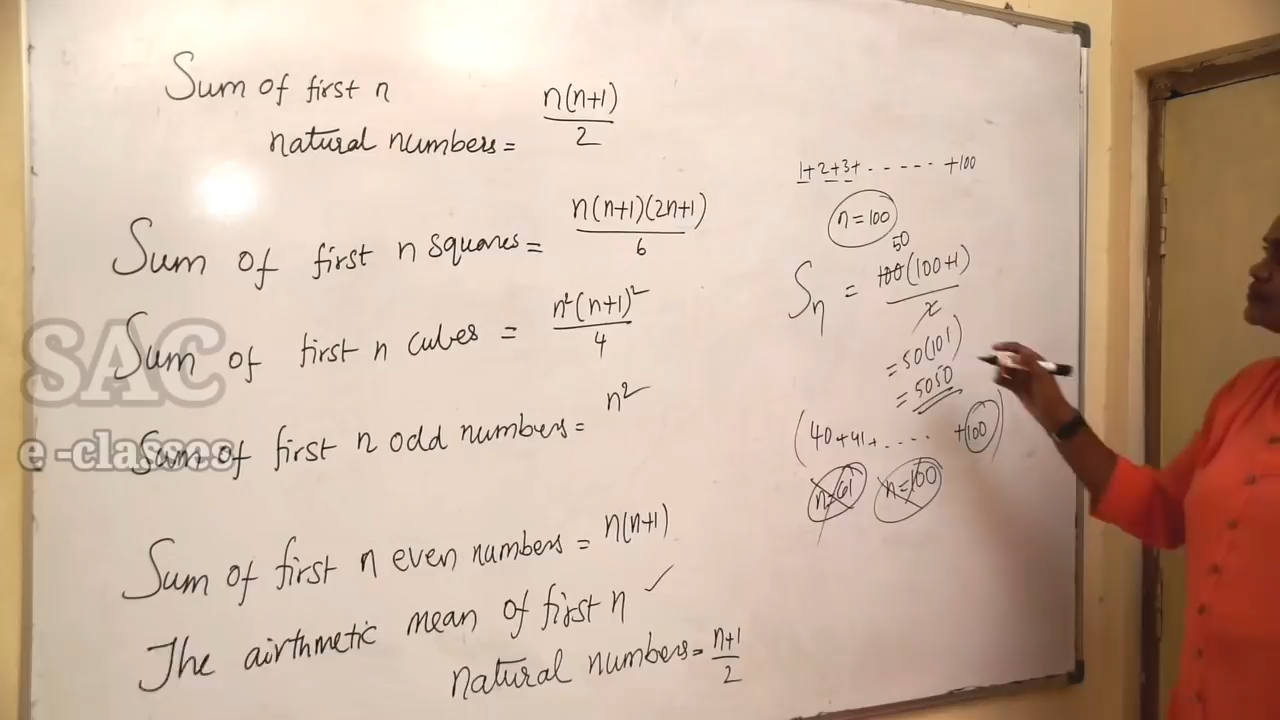 Sum of first n
natural numbers = n(n+1)/2
Sum of first n squares = n(n+1)(2n+1)/6
Sum of first n cubes = n²(n+1)²/4
Sum of first n odd numbers = n²
Sum of first n even numbers = n(n+1)
The airthmetic mean of first n ✓
natural numbers = n+1/2
SAC
e-classes
1+2+3+ - - - - - +100
n=100
50
Sn = 100(100+1)/2
= 50(101)
= 5050
(40+41+ . . . . +100)
n=61 n=100